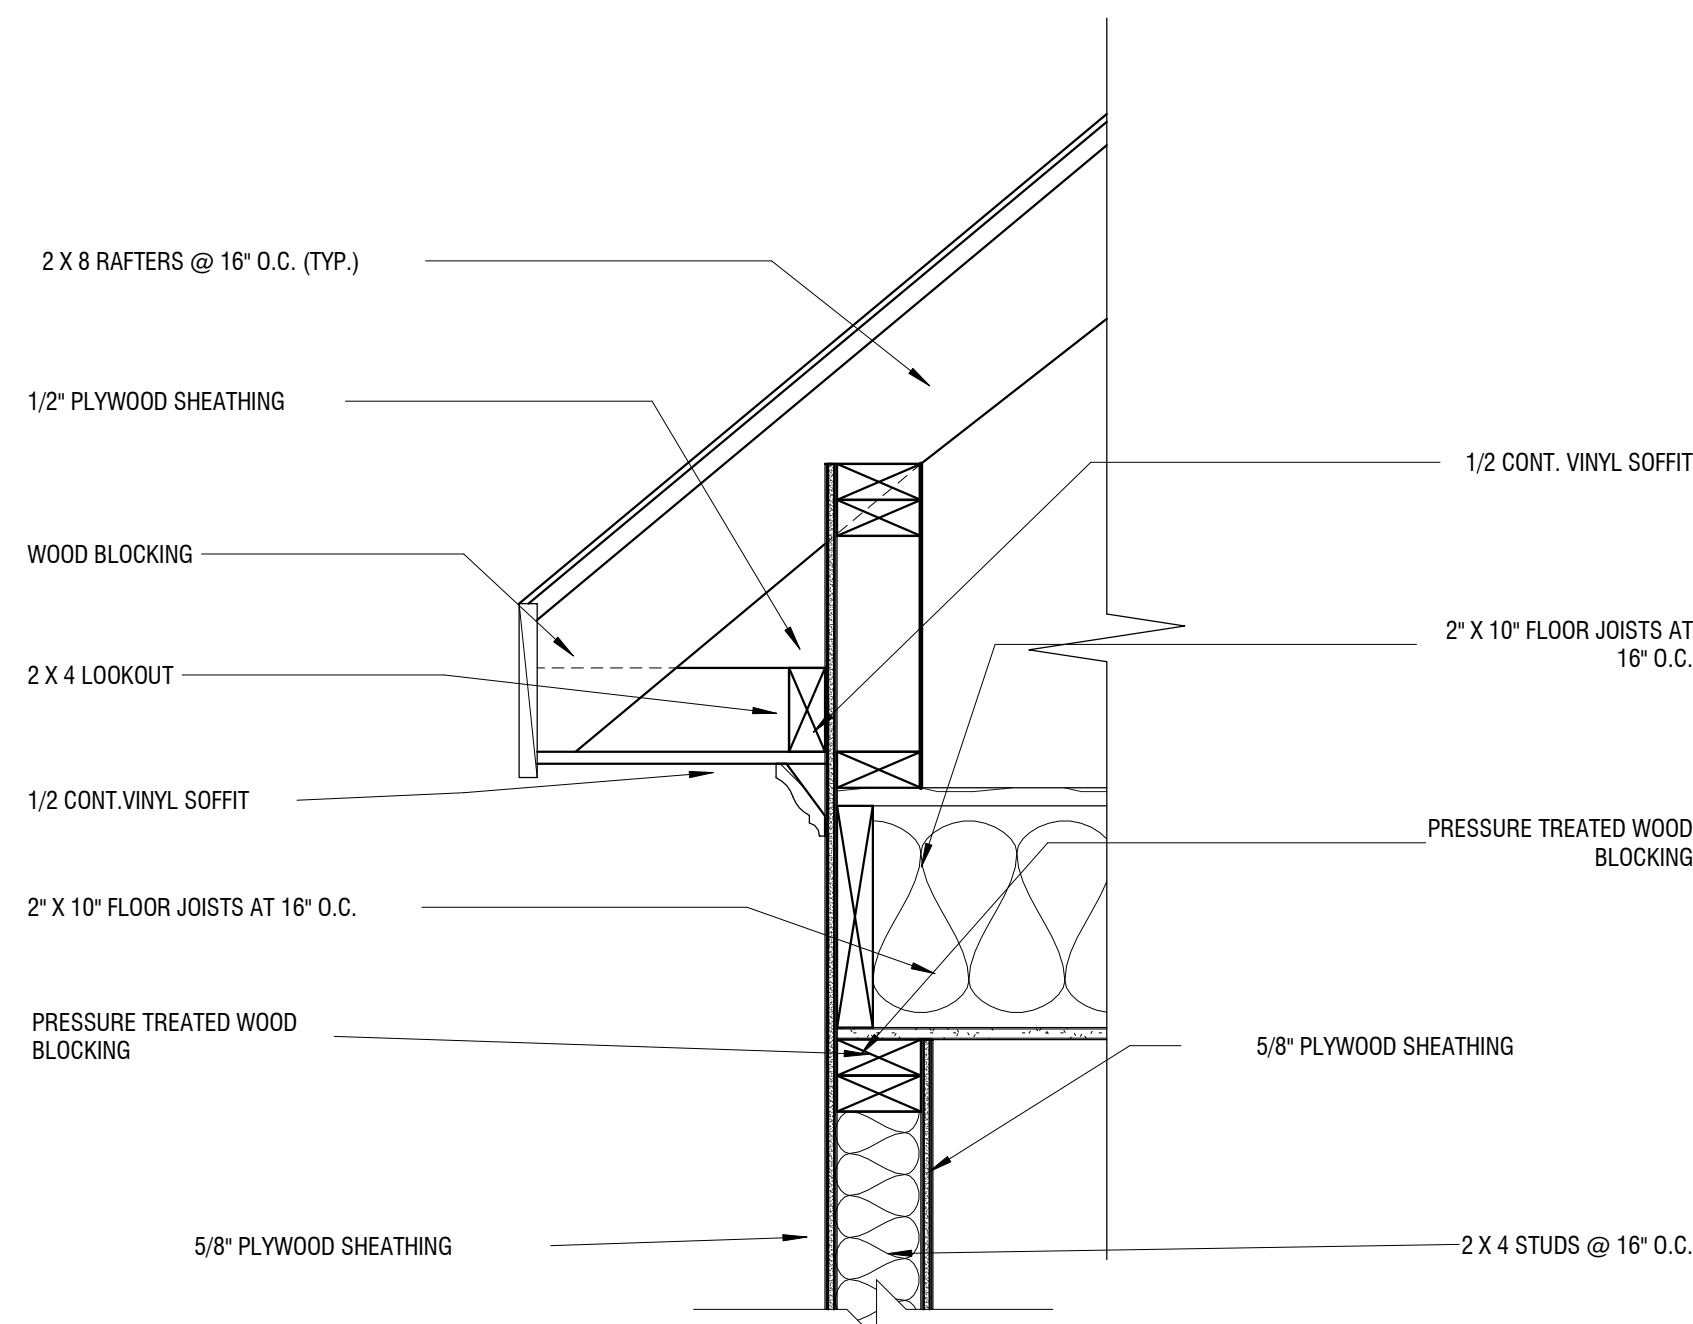 2 X 8 RAFTERS @ 16" O.C. (TYP.)
1/2" PLYWOOD SHEATHING
WOOD BLOCKING
2 X 4 LOOKOUT
1/2 CONT.VINYL SOFFIT
2" X 10" FLOOR JOISTS AT 16" O.C.
PRESSURE TREATED WOOD
BLOCKING
5/8" PLYWOOD SHEATHING
1/2 CONT. VINYL SOFFIT
2" X 10" FLOOR JOISTS AT
16" O.C.
PRESSURE TREATED WOOD
BLOCKING
5/8" PLYWOOD SHEATHING
2 X 4 STUDS @ 16" O.C.